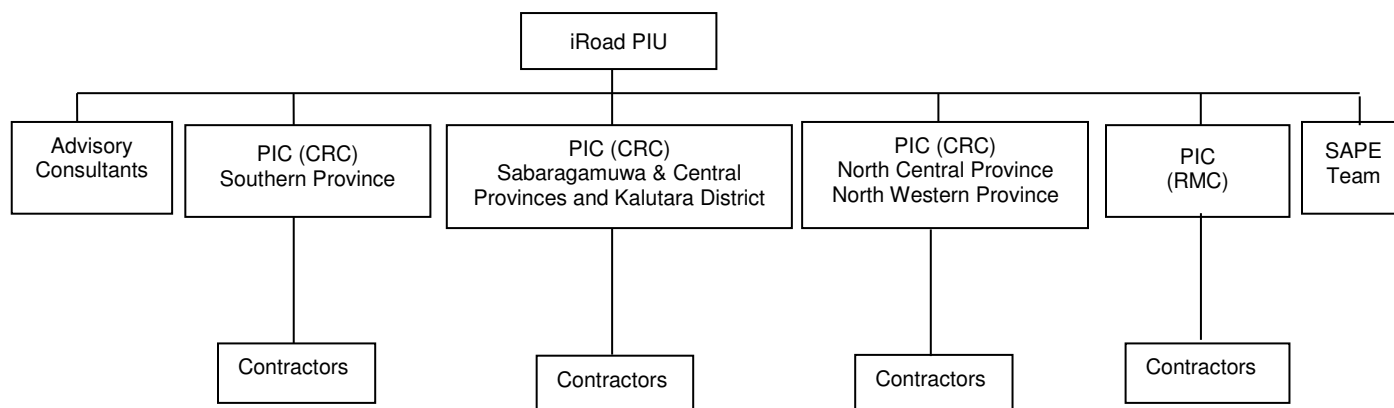 iRoad PIU
Advisory
Consultants
PIC (CRC)
Southern Province
PIC (CRC)
Sabaragamuwa & Central
Provinces and Kalutara District
PIC (CRC)
North Central Province
North Western Province
PIC
(RMC)
SAPE
Team
Contractors
Contractors
Contractors
Contractors